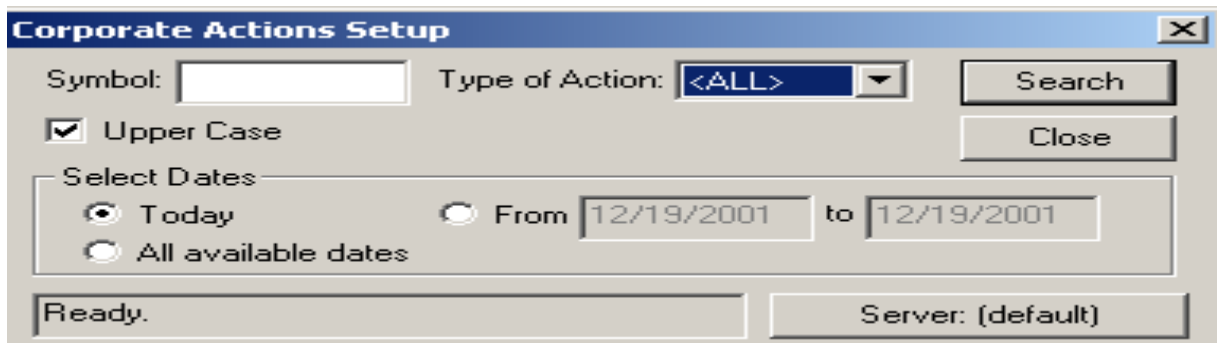 Corporate Actions Setup
Symbol: Type of Action: <ALL> Search
Upper Case Close
Select Dates
Today From 12/19/2001 to 12/19/2001
All available dates
Ready. Server: (default)